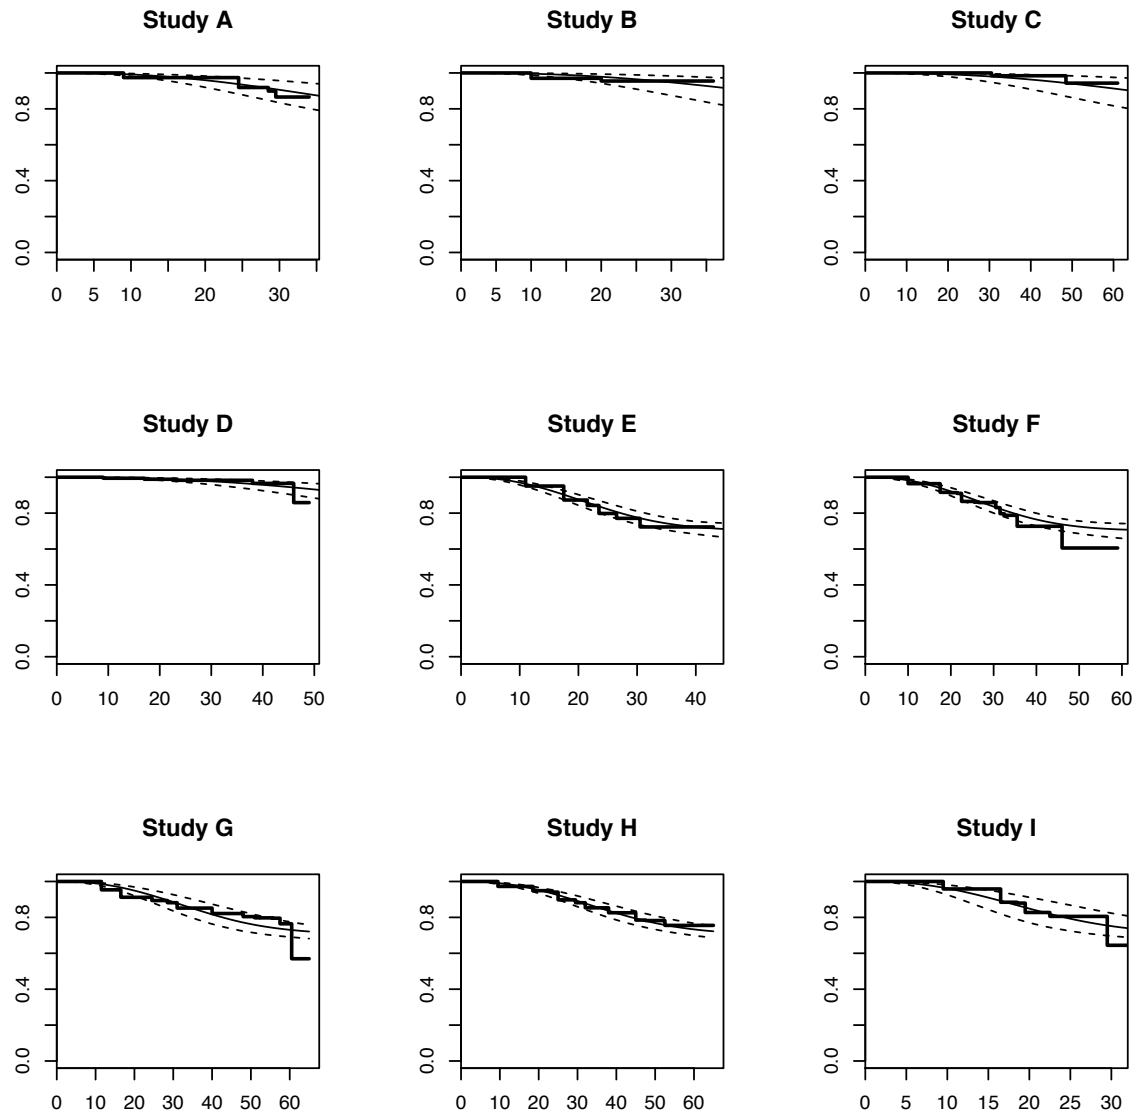 Study A
Study B
Study C
0.0 0.4 0.8
0 5 10 20 30
0.0 0.4 0.8
0 5 10 20 30
0.0 0.4 0.8
0 10 20 30 40 50 60
Study D
Study E
Study F
0.0 0.4 0.8
0 10 20 30 40 50
0.0 0.4 0.8
0 10 20 30 40
0.0 0.4 0.8
0 10 20 30 40 50 60
Study G
Study H
Study I
0.0 0.4 0.8
0 10 20 30 40 50 60
0.0 0.4 0.8
0 10 20 30 40 50 60
0.0 0.4 0.8
0 5 10 15 20 25 30